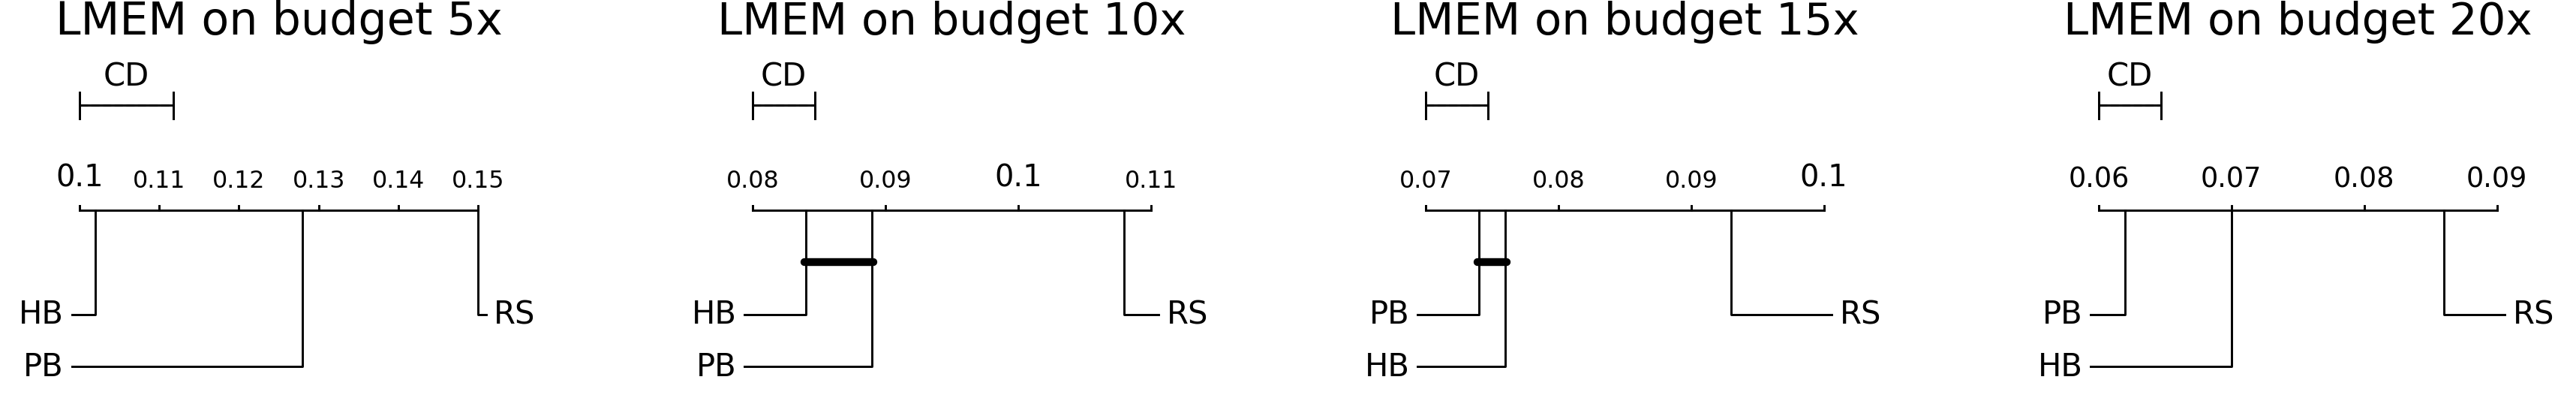 LMEM on budget 5x
CD
0.1 0.11 0.12 0.13 0.14 0.15
HB RS
PB
LMEM on budget 10x
CD
0.08 0.09 0.1 0.11
HB RS
PB
LMEM on budget 15x
CD
0.07 0.08 0.09 0.1
PB RS
HB
LMEM on budget 20x
CD
0.06 0.07 0.08 0.09
PB RS
HB